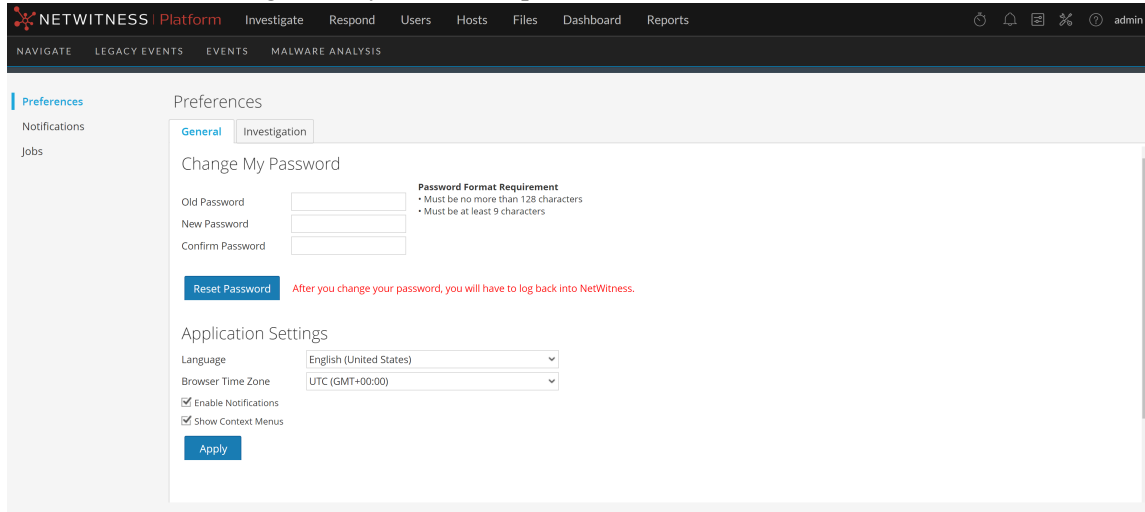 NETWITNESS Platform Investigate Respond Users Hosts Files Dashboard Reports admin
NAVIGATE LEGACY EVENTS EVENTS MALWARE ANALYSIS
Preferences
Notifications
Jobs
Preferences
General Investigation
Change My Password
Old Password
New Password
Confirm Password
Password Format Requirement
• Must be no more than 128 characters
• Must be at least 9 characters
Reset Password After you change your password, you will have to log back into NetWitness.
Application Settings
Language English (United States)
Browser Time Zone UTC (GMT+00:00)
Enable Notifications
Show Context Menus
Apply